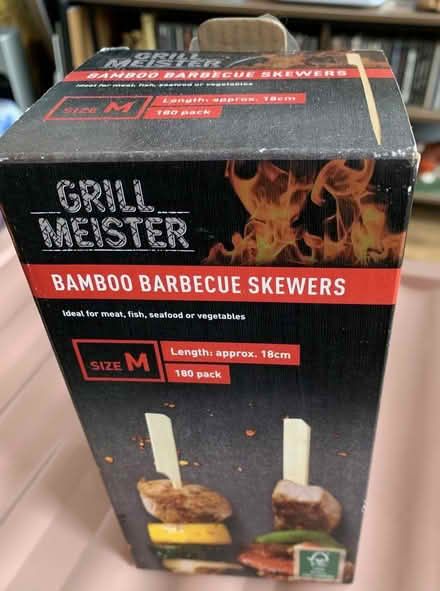 GRILL
MEISTER
BAMBOO BARBECUE SKEWERS
Ideal for meat, fish, seafood or vegetables
SIZE M
Length: approx. 18cm
180 pack
GRILL
MEISTER
BAMBOO BARBECUE SKEWERS
Ideal for meat, fish, seafood or vegetables
SIZE M
Length: approx. 18cm
180 pack